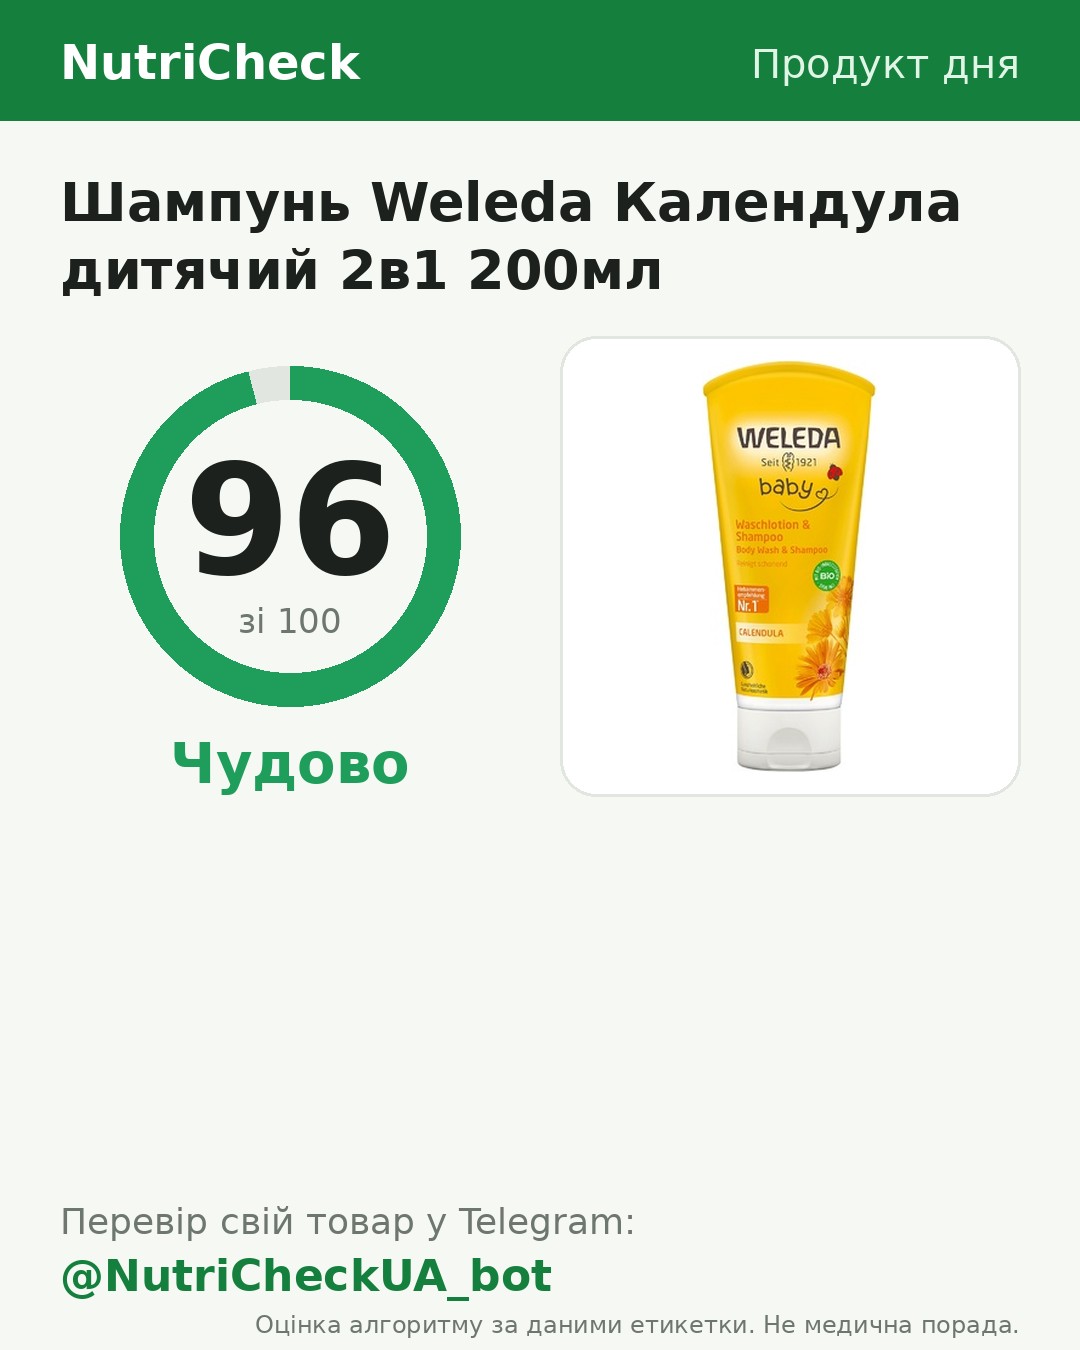 NutriCheck
Продукт дня
Шампунь Weleda Календула
дитячий 2в1 200мл
96
зі 100
Чудово
WELEDA
Seit 1921
baby
Waschlotion &
Shampoo
Body Wash & Shampoo
Reinigt schonend
BIO
Nr.1
CALENDULA
Перевір свій товар у Telegram:
@NutriCheckUA_bot
Оцінка алгоритму за даними етикетки. Не медична порада.